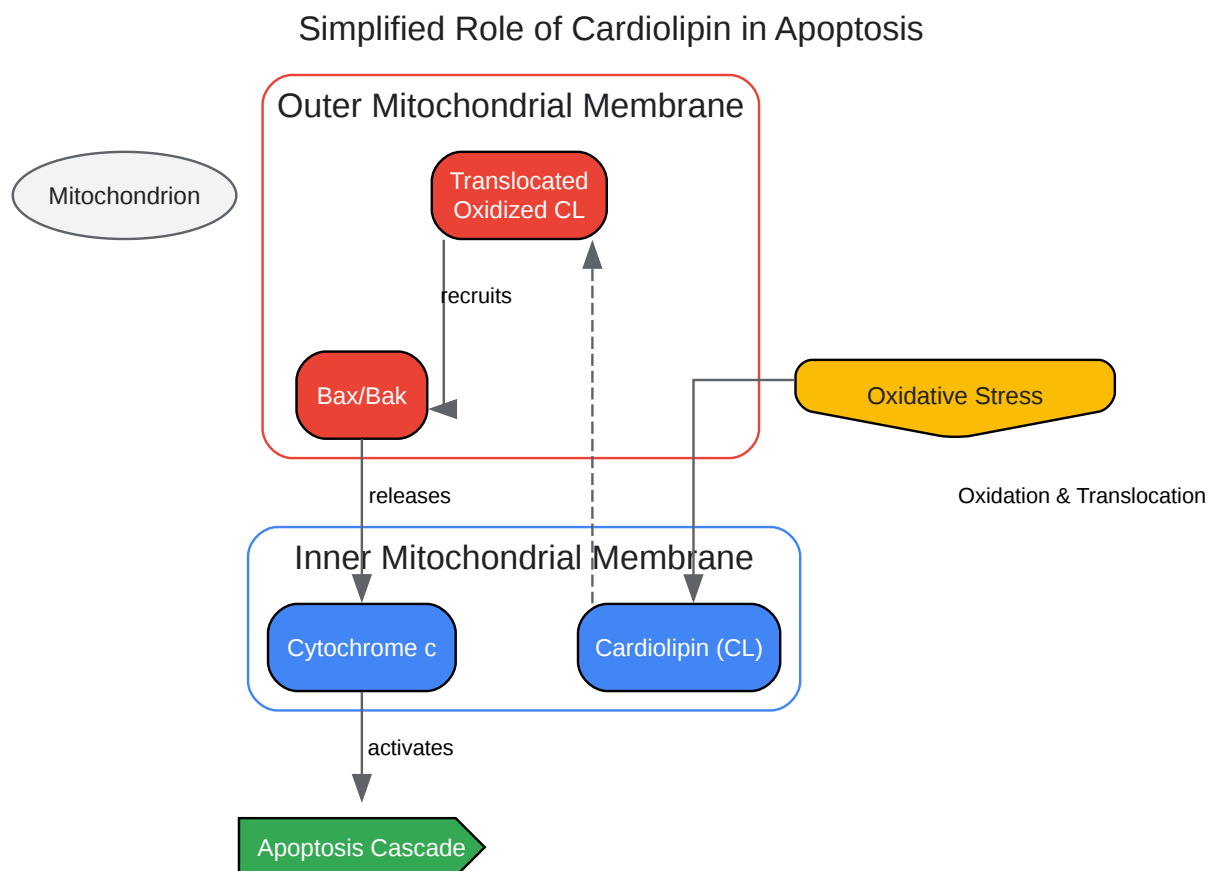 Simplified Role of Cardiolipin in Apoptosis
Outer Mitochondrial Membrane
Mitochondrion
Translocated
Oxidized CL
recruits
Bax/Bak
Oxidative Stress
releases
Oxidation & Translocation
Inner Mitochondrial Membrane
Cytochrome c
Cardiolipin (CL)
activates
Apoptosis Cascade